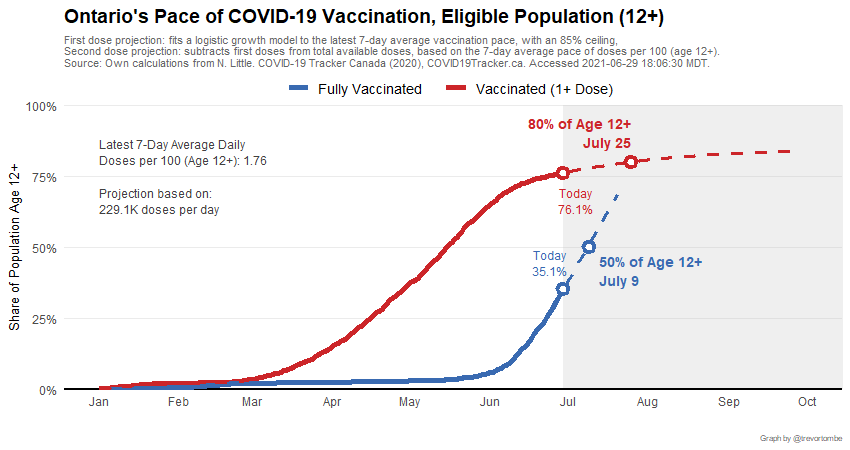 Ontario's Pace of COVID-19 Vaccination, Eligible Population (12+)
First dose projection: fits a logistic growth model to the latest 7-day average vaccination pace, with an 85% ceiling,
Second dose projection: subtracts first doses from total available doses, based on the 7-day average pace of doses per 100 (age 12+).
Source: Own calculations from N. Little. COVID-19 Tracker Canada (2020), COVID19Tracker.ca. Accessed 2021-06-29 18:06:30 MDT.
Fully Vaccinated
Vaccinated (1+ Dose)
100%
75%
50%
25%
0%
Share of Population Age 12+
Latest 7-Day Average Daily
Doses per 100 (Age 12+): 1.76
Projection based on:
229.1K doses per day
80% of Age 12+
July 25
Today
76.1%
Today
35.1%
50% of Age 12+
July 9
Jan
Feb
Mar
Apr
May
Jun
Jul
Aug
Sep
Oct
Graph by @trevortombe